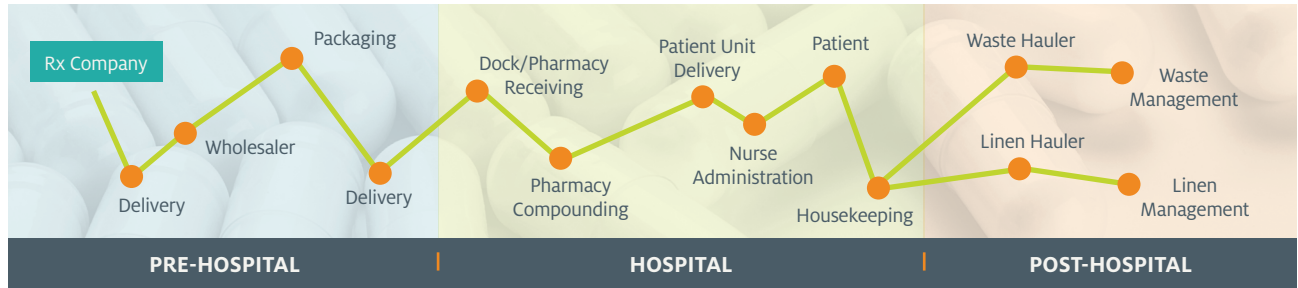 Rx Company
Delivery
Wholesaler
Packaging
Delivery
Dock/Pharmacy
Receiving
Pharmacy
Compounding
Patient Unit
Delivery
Nurse
Administration
Patient
Housekeeping
Waste Hauler
Waste
Management
Linen Hauler
Linen
Management
PRE-HOSPITAL
HOSPITAL
POST-HOSPITAL